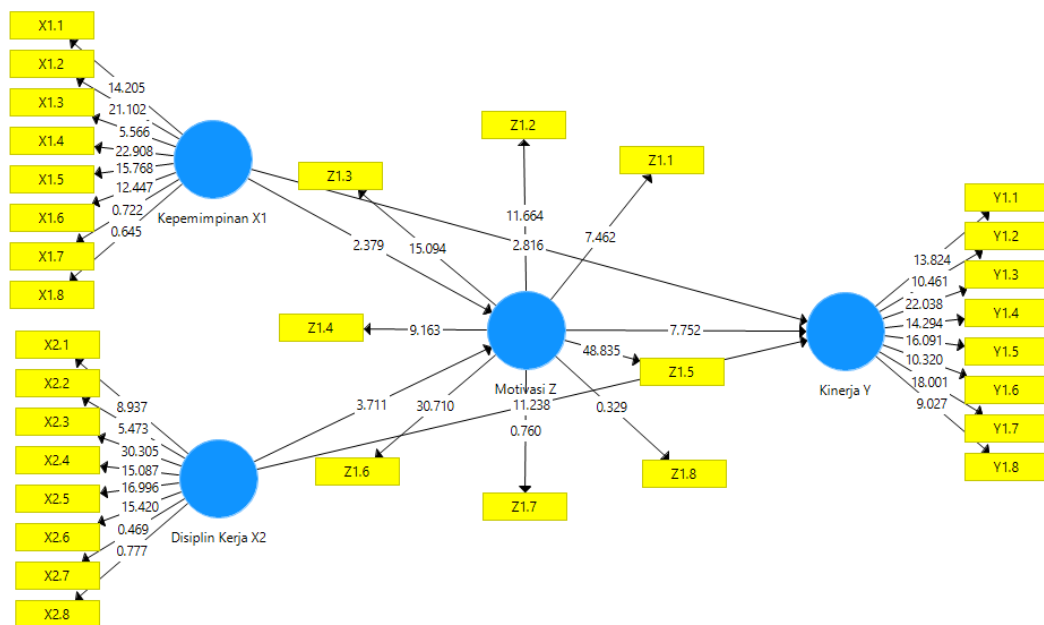 X1.1
X1.2
X1.3
X1.4
X1.5
X1.6
X1.7
X1.8
14.205
21.102
5.566
22.908
15.768
12.447
0.722
0.645
Kepemimpinan X1
X2.1
X2.2
X2.3
X2.4
X2.5
X2.6
X2.7
X2.8
8.937
5.473
30.305
15.087
16.996
15.420
0.469
0.777
Disiplin Kerja X2
2.379
3.711
2.816
11.238
7.752
Z1.3
Z1.2
Z1.1
Z1.4
Z1.5
Z1.6
Z1.7
Z1.8
15.094
11.664
7.462
9.163
48.835
30.710
0.760
0.329
Motivasi Z
Kinerja Y
13.824
10.461
22.038
14.294
16.091
10.320
18.001
9.027
Y1.1
Y1.2
Y1.3
Y1.4
Y1.5
Y1.6
Y1.7
Y1.8